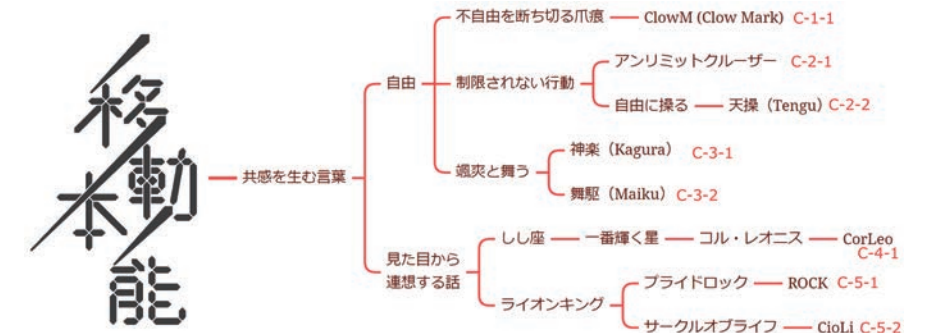 移動本能
共感を生む言葉
自由
不自由を断ち切る爪痕
ClowM (Clow Mark) C-1-1
制限されない行動
アンリミットクルーザー C-2-1
自由に操る
天操（Tengu）C-2-2
颯爽と舞う
神楽（Kagura） C-3-1
舞駆（Maiku）C-3-2
見た目から
連想する話
しし座
一番輝く星
コル・レオニス
CorLeo
C-4-1
ライオンキング
プライドロック
ROCK C-5-1
サークルオブライフ
CioLi C-5-2